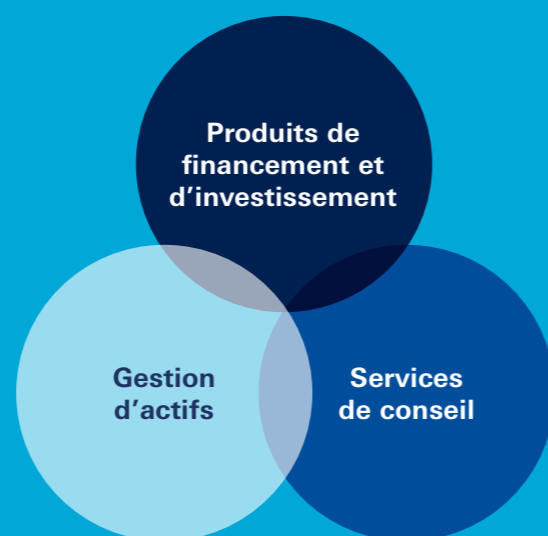 Produits de
financement et
d’investissement
Gestion
d’actifs
Services
de conseil